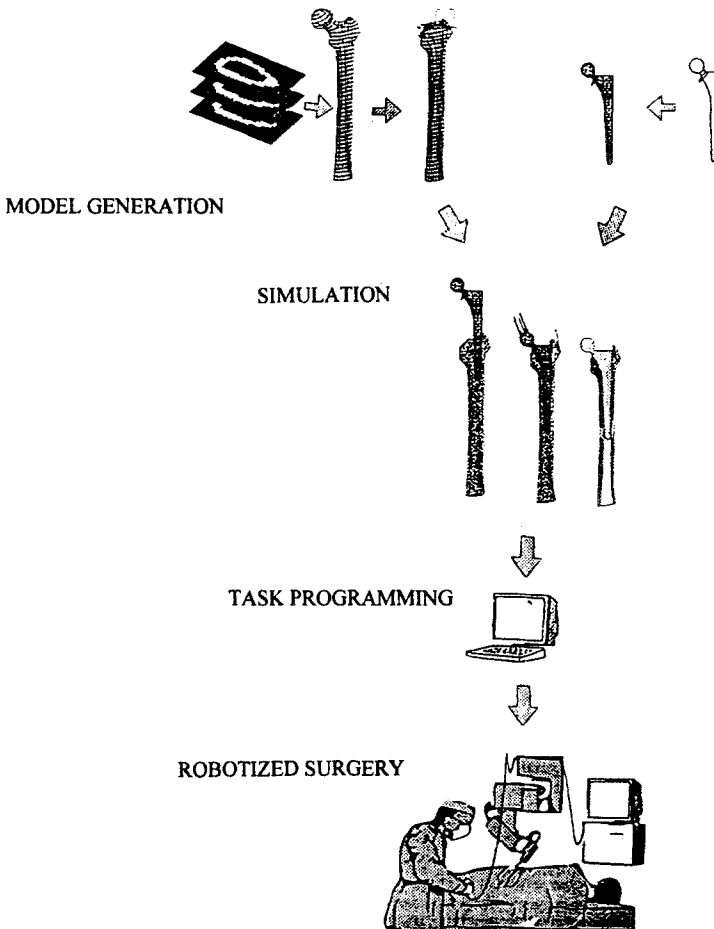 MODEL GENERATION
SIMULATION
TASK PROGRAMMING
ROBOTIZED SURGERY